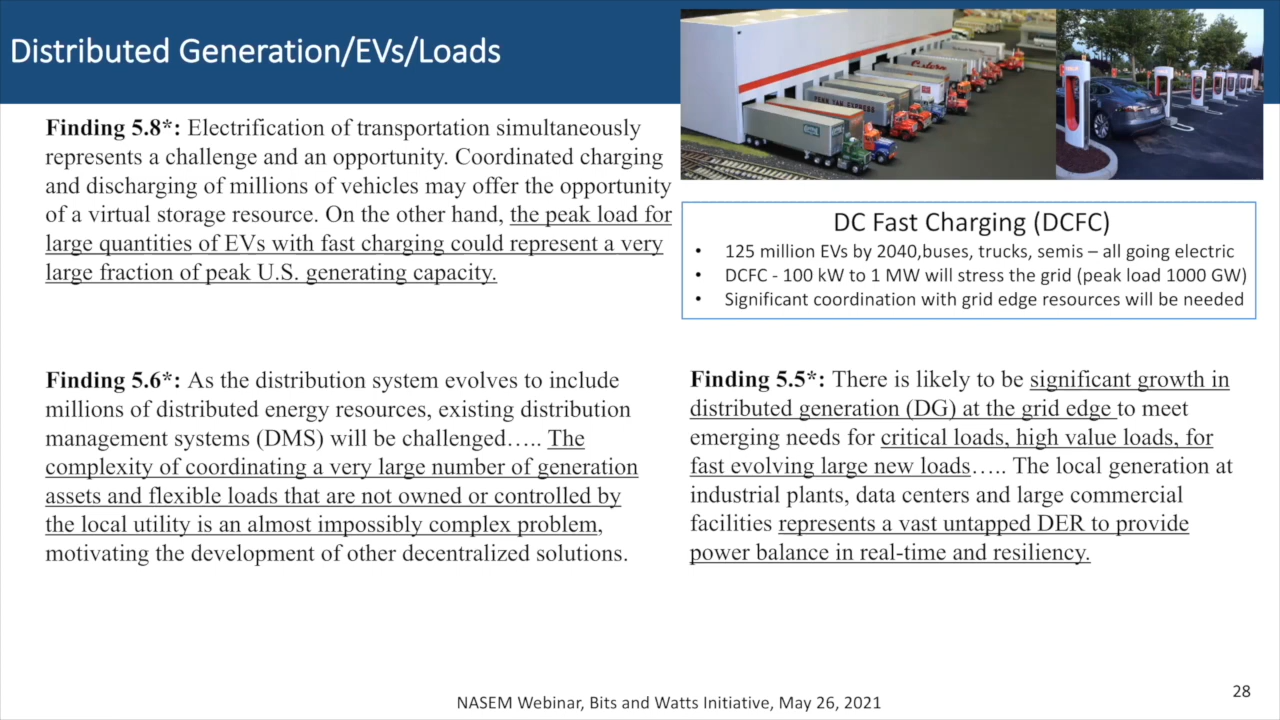 Distributed Generation/EVs/Loads
Finding 5.8*: Electrification of transportation simultaneously
represents a challenge and an opportunity. Coordinated charging
and discharging of millions of vehicles may offer the opportunity
of a virtual storage resource. On the other hand, the peak load for
large quantities of EVs with fast charging could represent a very
large fraction of peak U.S. generating capacity.
DC Fast Charging (DCFC)
• 125 million EVs by 2040,buses, trucks, semis – all going electric
• DCFC - 100 kW to 1 MW will stress the grid (peak load 1000 GW)
• Significant coordination with grid edge resources will be needed
Finding 5.6*: As the distribution system evolves to include
millions of distributed energy resources, existing distribution
management systems (DMS) will be challenged….. The
complexity of coordinating a very large number of generation
assets and flexible loads that are not owned or controlled by
the local utility is an almost impossibly complex problem,
motivating the development of other decentralized solutions.
Finding 5.5*: There is likely to be significant growth in
distributed generation (DG) at the grid edge to meet
emerging needs for critical loads, high value loads, for
fast evolving large new loads….. The local generation at
industrial plants, data centers and large commercial
facilities represents a vast untapped DER to provide
power balance in real-time and resiliency.
NASEM Webinar, Bits and Watts Initiative, May 26, 2021
28